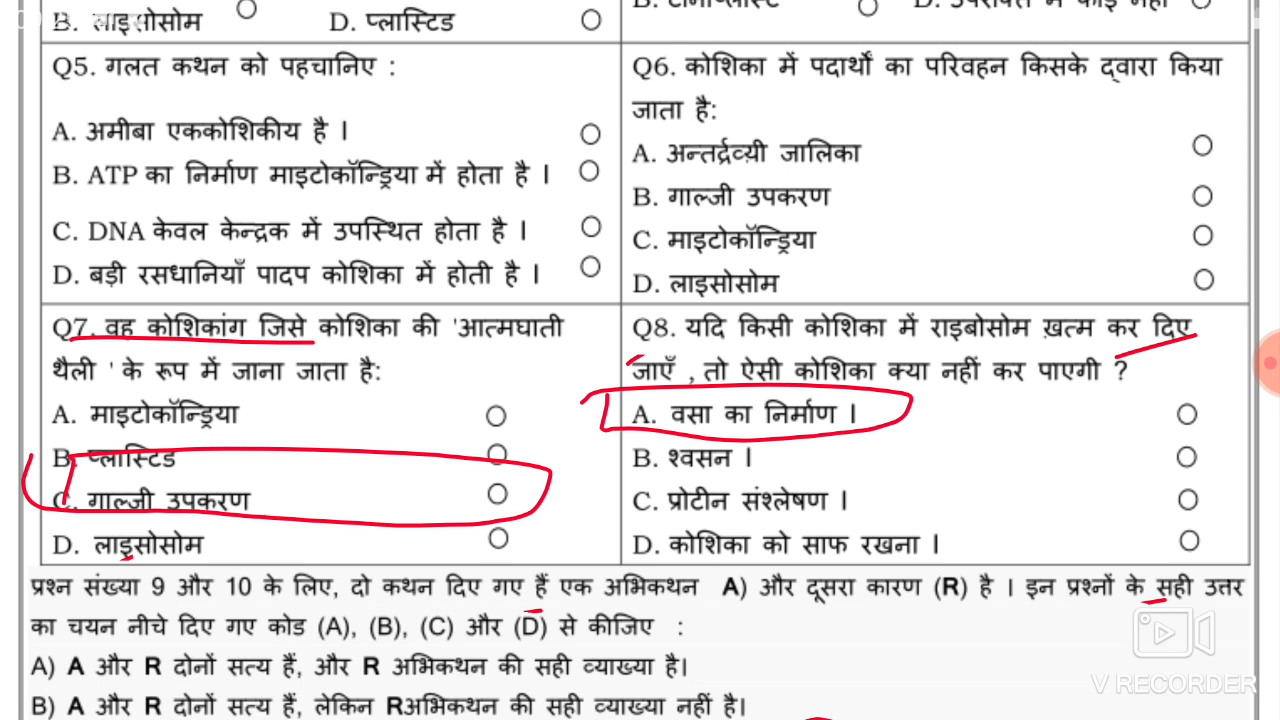 B. लाइसोसोम D. प्लास्टिड
Q5. गलत कथन को पहचानिए :
A. अमीबा एककोशिकीय है ।
B. ATP का निर्माण माइटोकॉन्ड्रिया में होता है ।
C. DNA केवल केन्द्रक में उपस्थित होता है ।
D. बड़ी रसधानियाँ पादप कोशिका में होती है ।
Q6. कोशिका में पदार्थों का परिवहन किसके द्वारा किया
जाता है:
A. अन्तर्द्रव्यी जालिका
B. गाल्जी उपकरण
C. माइटोकॉन्ड्रिया
D. लाइसोसोम
Q7. वह कोशिकांग जिसे कोशिका की 'आत्मघाती
थैली ' के रूप में जाना जाता है:
A. माइटोकॉन्ड्रिया
B. प्लास्टिड
C. गाल्जी उपकरण
D. लाइसोसोम
Q8. यदि किसी कोशिका में राइबोसोम ख़त्म कर दिए
जाएँ , तो ऐसी कोशिका क्या नहीं कर पाएगी ?
A. वसा का निर्माण ।
B. श्वसन ।
C. प्रोटीन संश्लेषण ।
D. कोशिका को साफ रखना ।
प्रश्न संख्या 9 और 10 के लिए, दो कथन दिए गए हैं एक अभिकथन A) और दूसरा कारण (R) है । इन प्रश्नों के सही उत्तर
का चयन नीचे दिए गए कोड (A), (B), (C) और (D) से कीजिए :
A) A और R दोनों सत्य हैं, और R अभिकथन की सही व्याख्या है।
B) A और R दोनों सत्य हैं, लेकिन Rअभिकथन की सही व्याख्या नहीं है।
V RECORDER